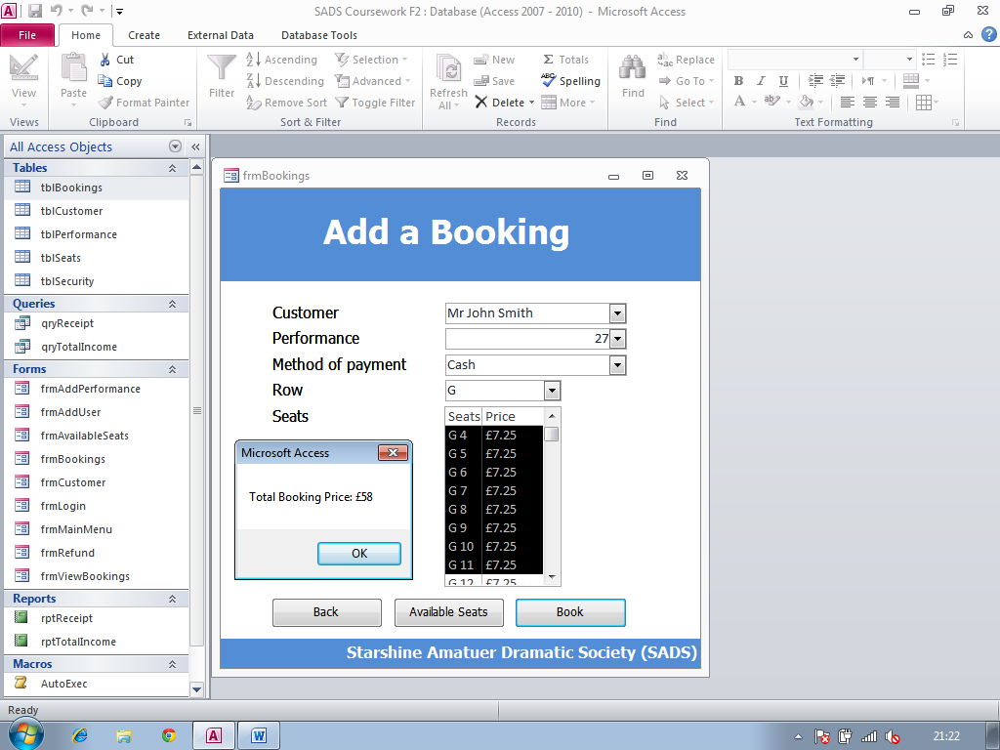 SADS Coursework F2 : Database (Access 2007 - 2010) - Microsoft Access
File Home Create External Data Database Tools
View
Views
Paste
Cut
Copy
Format Painter
Clipboard
Filter
Ascending
Descending
Remove Sort
Selection
Advanced
Toggle Filter
Sort & Filter
Refresh
All
New
Save
Delete
Totals
Spelling
More
Records
Find
Replace
Go To
Select
Find
B I U
A
Text Formatting
All Access Objects
Tables
tblBookings
tblCustomer
tblPerformance
tblSeats
tblSecurity
Queries
qryReceipt
qryTotalIncome
Forms
frmAddPerformance
frmAddUser
frmAvailableSeats
frmBookings
frmCustomer
frmLogin
frmMainMenu
frmRefund
frmViewBookings
Reports
rptReceipt
rptTotalIncome
Macros
AutoExec
frmBookings
Add a Booking
Customer Mr John Smith
Performance 27
Method of payment Cash
Row G
Seats
Seats Price
G 4 £7.25
G 5 £7.25
G 6 £7.25
G 7 £7.25
G 8 £7.25
G 9 £7.25
G 10 £7.25
G 11 £7.25
G 12 £7.25
Microsoft Access
Total Booking Price: £58
OK
Back Available Seats Book
Starshine Amatuer Dramatic Society (SADS)
Ready
21:22